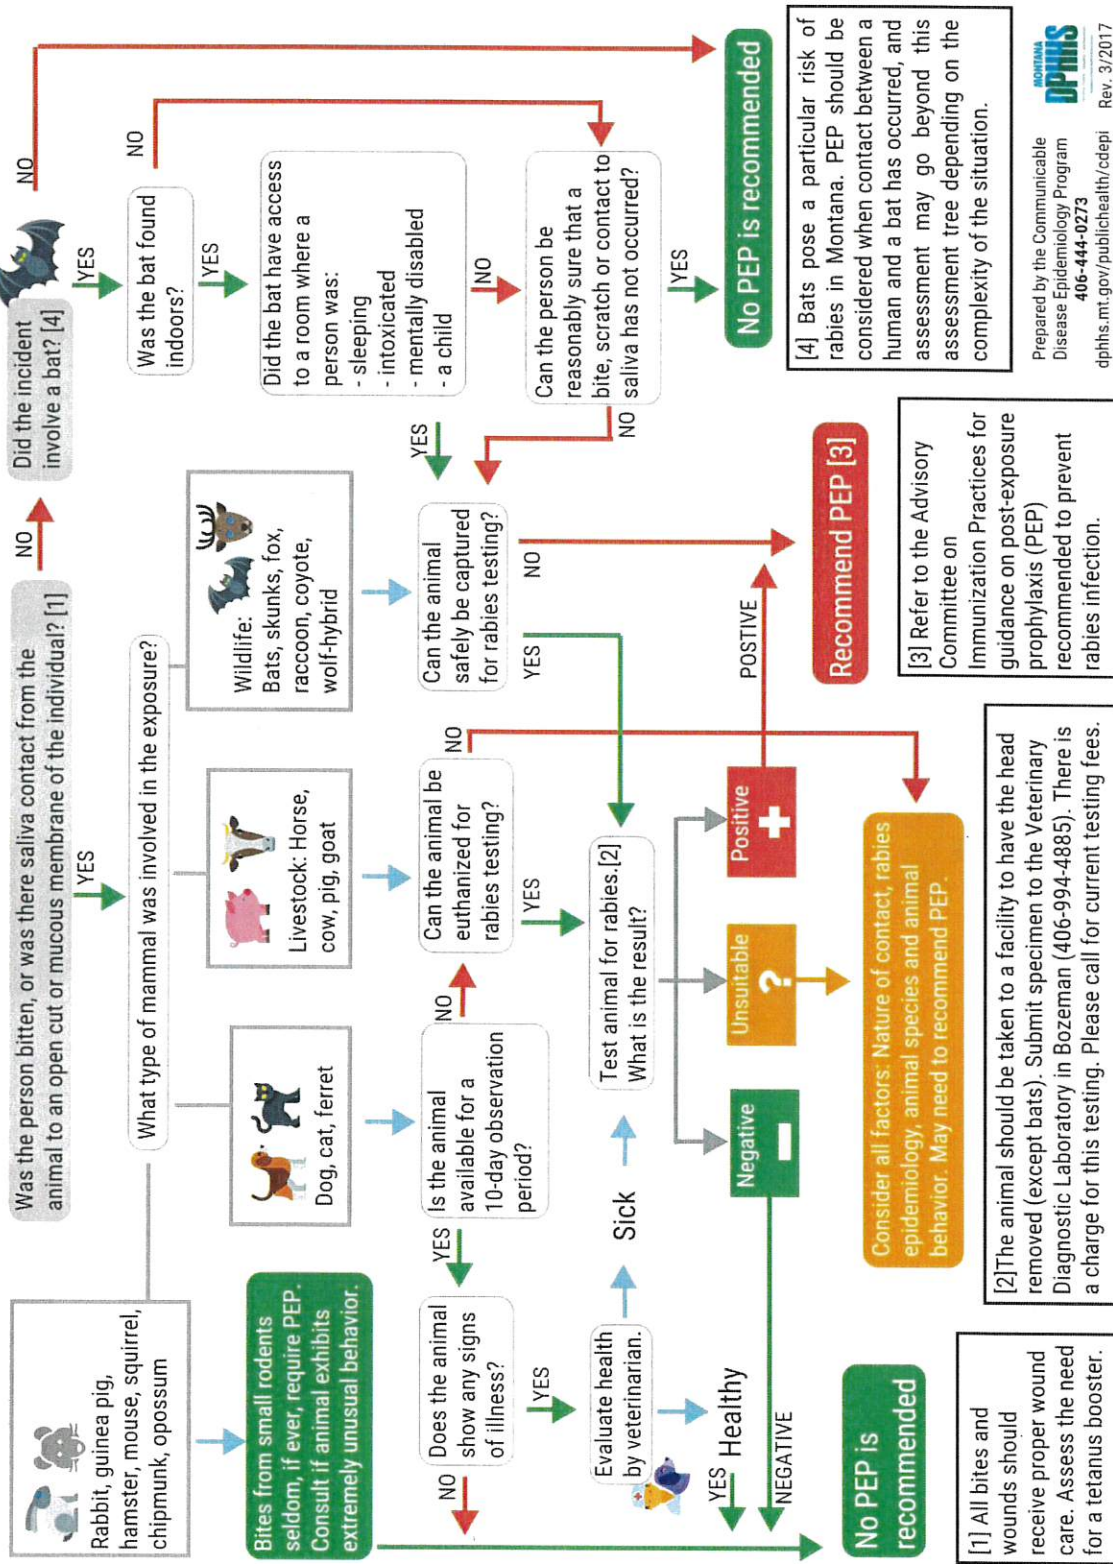 Was the person bitten, or was there saliva contact from the
animal to an open cut or mucous membrane of the individual? [1]
NO
Did the incident
involve a bat? [4]
NO
YES
YES
What type of mammal was involved in the exposure?
Rabbit, guinea pig,
hamster, mouse, squirrel,
chipmunk, opossum
Dog, cat, ferret
Livestock: Horse,
cow, pig, goat
Wildlife:
Bats, skunks, fox,
raccoon, coyote,
wolf-hybrid
Was the bat found
indoors?
NO
YES
Did the bat have access
to a room where a
person was:
- sleeping
- intoxicated
- mentally disabled
- a child
YES
NO
Can the person be
reasonably sure that a
bite, scratch or contact to
saliva has not occurred?
NO
YES
No PEP is recommended
Bites from small rodents
seldom, if ever, require PEP.
Consult if animal exhibits
extremely unusual behavior.
Is the animal
available for a
10-day observation
period?
YES
NO
Can the animal be
euthanized for
rabies testing?
NO
YES
Can the animal
safely be captured
for rabies testing?
YES
NO
Does the animal
show any signs
of illness?
NO
YES
Evaluate health
by veterinarian.
Sick
YES
Healthy
Test animal for rabies.[2]
What is the result?
Negative
Unsuitable
?
Positive
NEGATIVE
POSTIVE
No PEP is
recommended
Consider all factors: Nature of contact, rabies
epidemiology, animal species and animal
behavior. May need to recommend PEP.
Recommend PEP [3]
[1] All bites and
wounds should
receive proper wound
care. Assess the need
for a tetanus booster.
[2]The animal should be taken to a facility to have the head
removed (except bats). Submit specimen to the Veterinary
Diagnostic Laboratory in Bozeman (406-994-4885). There is
a charge for this testing. Please call for current testing fees.
[3] Refer to the Advisory
Committee on
Immunization Practices for
guidance on post-exposure
prophylaxis (PEP)
recommended to prevent
rabies infection.
[4] Bats pose a particular risk of
rabies in Montana. PEP should be
considered when contact between a
human and a bat has occurred, and
assessment may go beyond this
assessment tree depending on the
complexity of the situation.
Prepared by the Communicable
Disease Epidemiology Program
406-444-0273
dphhs.mt.gov/publichealth/cdepi
MONTANA
DPHHS
Rev. 3/2017